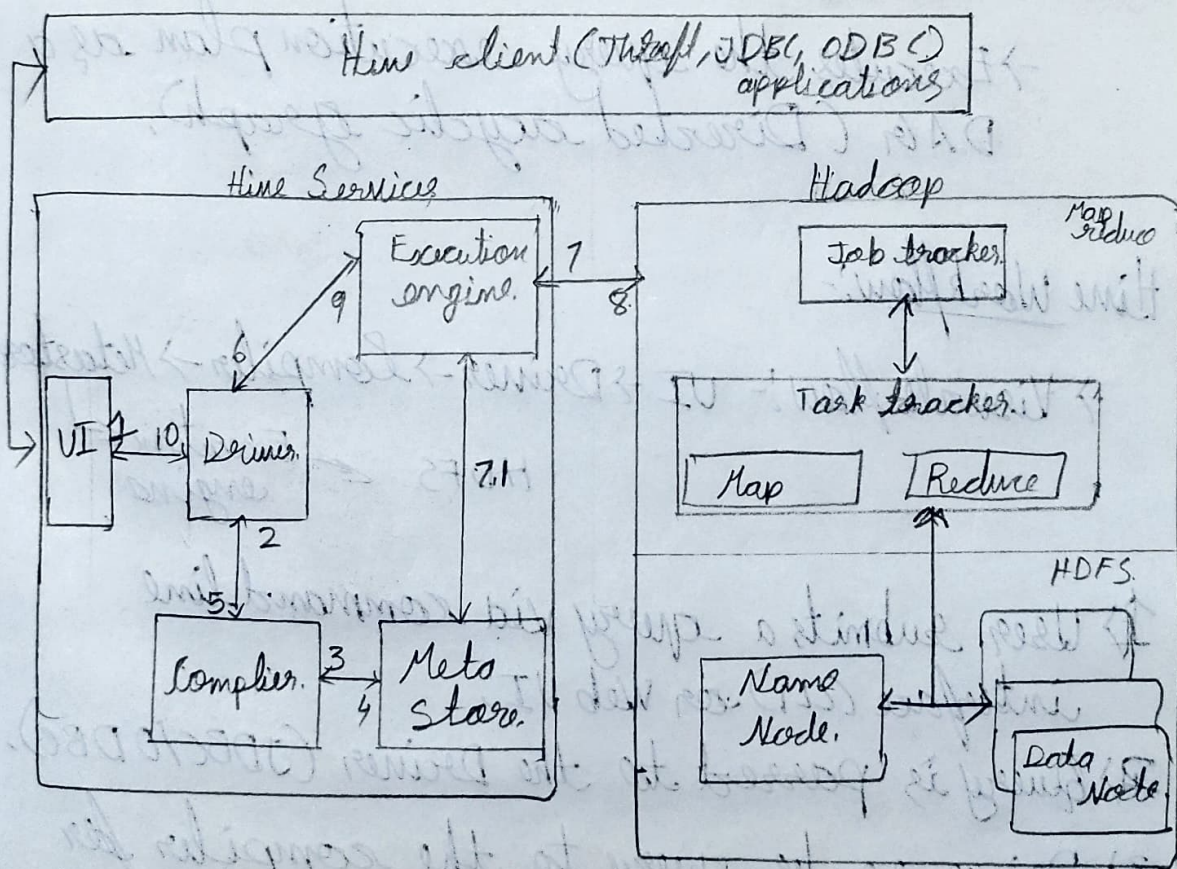 Hive client (Thrift, JDBC, ODBC)
applications
Hive Services
Hadoop
Map
reduce
Execution
engine.
7
8
Job tracker.
9
6
Task tracker.
Map
Reduce
UI
1
10
Driver.
7.1
2
5
HDFS.
Complier.
3
4
Meta
Store.
Name
Node.
Data
Node.